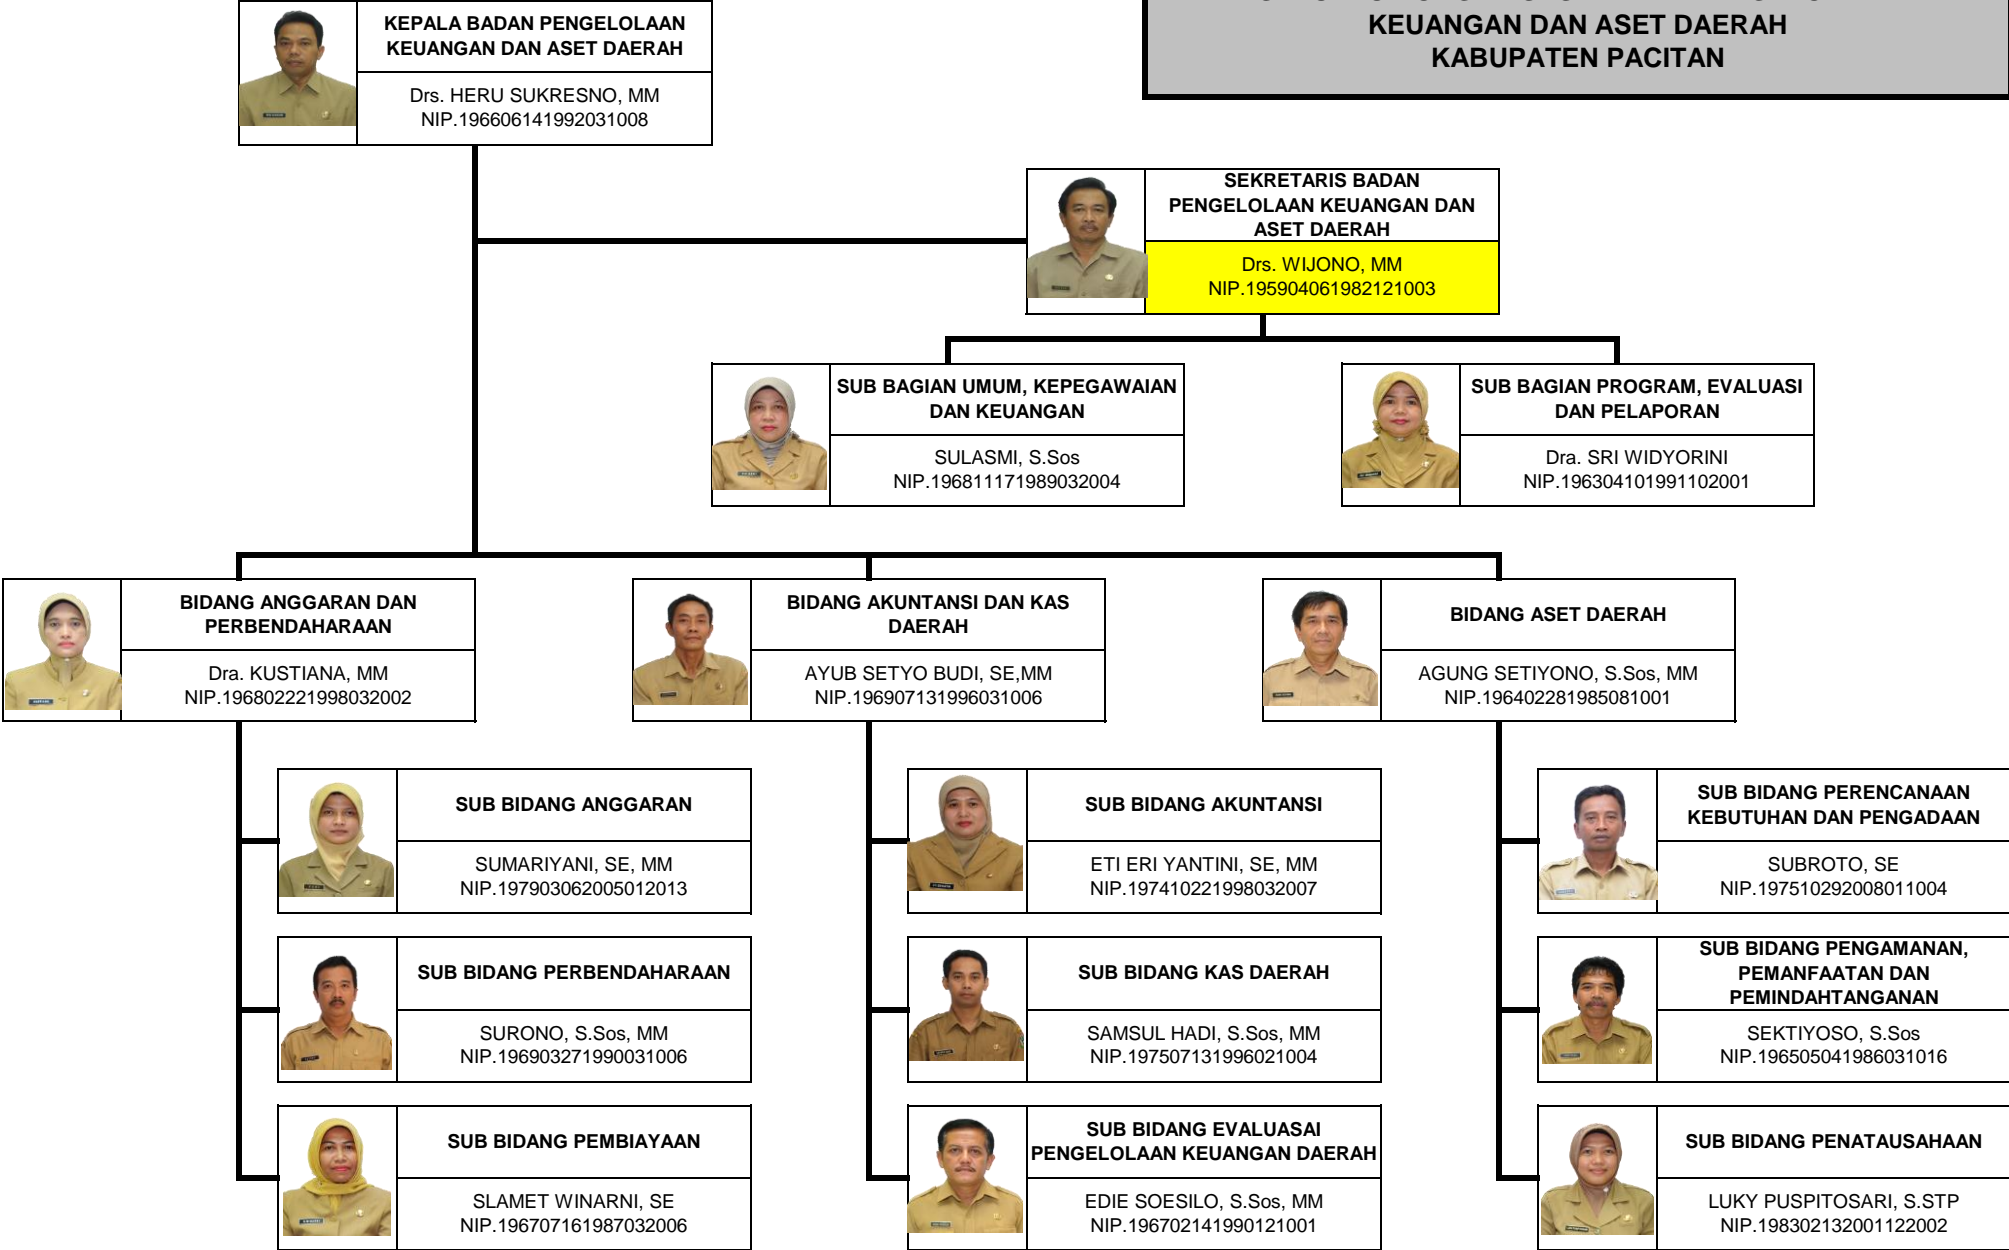 KEPALA BADAN PENGELOLAAN
KEUANGAN DAN ASET DAERAH
Drs. HERU SUKRESNO, MM
NIP.196606141992031008
KEUANGAN DAN ASET DAERAH
KABUPATEN PACITAN
SEKRETARIS BADAN
PENGELOLAAN KEUANGAN DAN
ASET DAERAH
Drs. WIJONO, MM
NIP.195904061982121003
SUB BAGIAN UMUM, KEPEGAWAIAN
DAN KEUANGAN
SULASMI, S.Sos
NIP.196811171989032004
SUB BAGIAN PROGRAM, EVALUASI
DAN PELAPORAN
Dra. SRI WIDYORINI
NIP.196304101991102001
BIDANG ANGGARAN DAN
PERBENDAHARAAN
Dra. KUSTIANA, MM
NIP.196802221998032002
BIDANG AKUNTANSI DAN KAS
DAERAH
AYUB SETYO BUDI, SE,MM
NIP.196907131996031006
BIDANG ASET DAERAH
AGUNG SETIYONO, S.Sos, MM
NIP.196402281985081001
SUB BIDANG ANGGARAN
SUMARIYANI, SE, MM
NIP.197903062005012013
SUB BIDANG AKUNTANSI
ETI ERI YANTINI, SE, MM
NIP.197410221998032007
SUB BIDANG PERENCANAAN
KEBUTUHAN DAN PENGADAAN
SUBROTO, SE
NIP.197510292008011004
SUB BIDANG PERBENDAHARAAN
SURONO, S.Sos, MM
NIP.196903271990031006
SUB BIDANG KAS DAERAH
SAMSUL HADI, S.Sos, MM
NIP.197507131996021004
SUB BIDANG PENGAMANAN,
PEMANFAATAN DAN
PEMINDAHTANGANAN
SEKTIYOSO, S.Sos
NIP.196505041986031016
SUB BIDANG PEMBIAYAAN
SLAMET WINARNI, SE
NIP.196707161987032006
SUB BIDANG EVALUASAI
PENGELOLAAN KEUANGAN DAERAH
EDIE SOESILO, S.Sos, MM
NIP.196702141990121001
SUB BIDANG PENATAUSAHAAN
LUKY PUSPITOSARI, S.STP
NIP.198302132001122002